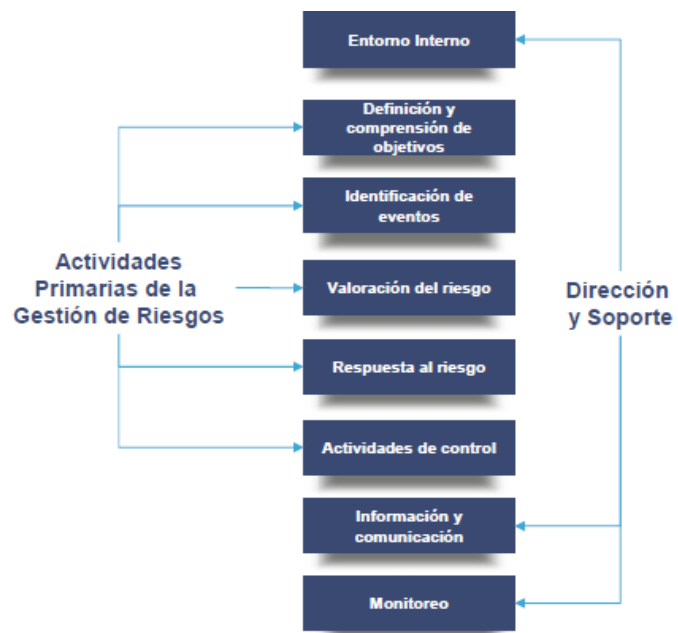 Entorno Interno
Definición y
comprensión de
objetivos
Identificación de
eventos
Valoración del riesgo
Respuesta al riesgo
Actividades de control
Información y
comunicación
Monitoreo
Actividades
Primarias de la
Gestión de Riesgos
Dirección
y Soporte